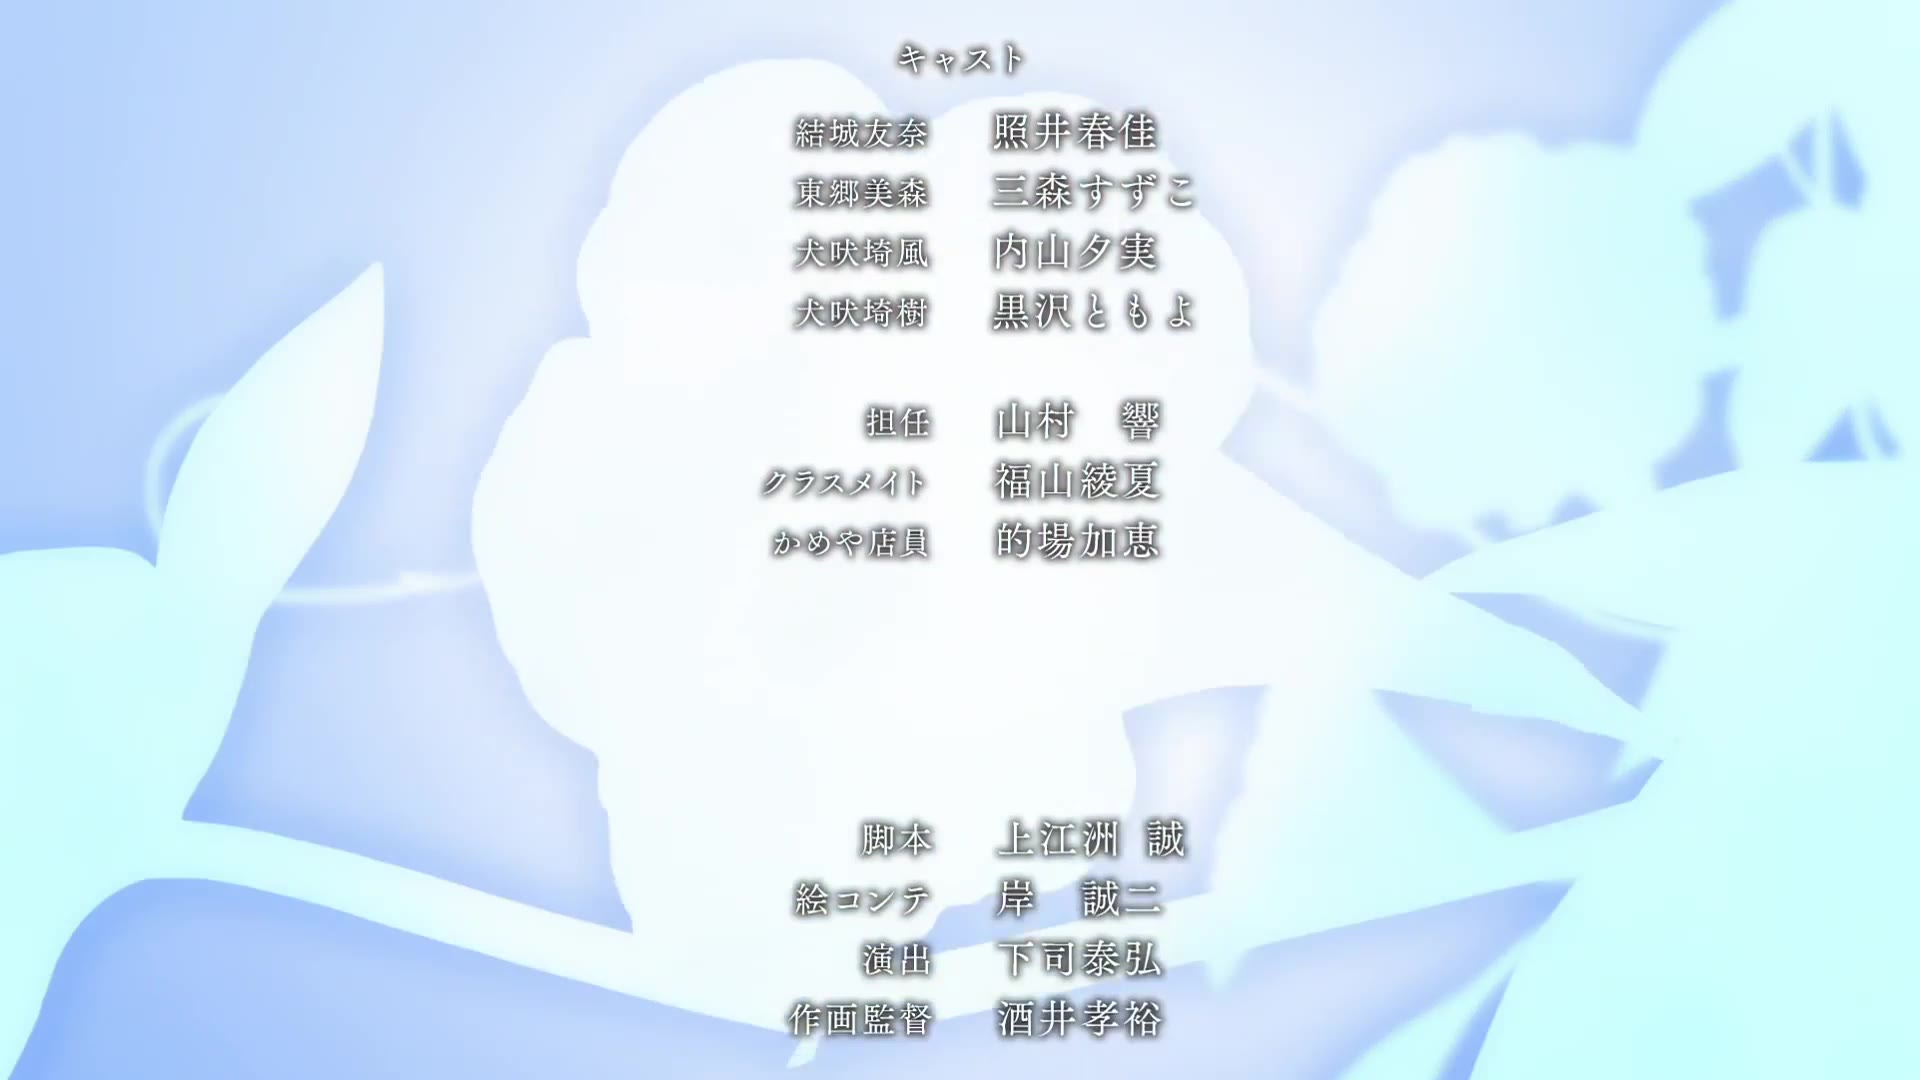 キャスト
結城友奈 照井春佳
東郷美森 三森すずこ
犬吠埼風 内山夕実
犬吠埼樹 黒沢ともよ
担任 山村 響
クラスメイト 福山綾夏
かめや店員 的場加恵
脚本 上江洲 誠
絵コンテ 岸 誠二
演出 下司泰弘
作画監督 酒井孝裕